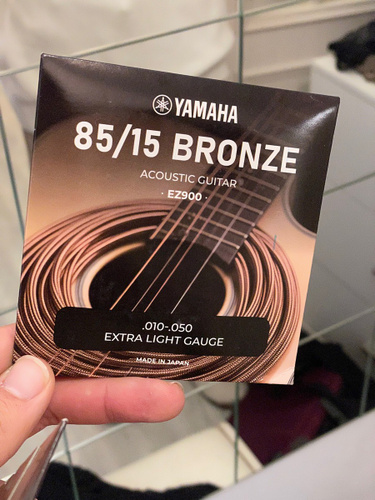 YAMAHA
85/15 BRONZE
ACOUSTIC GUITAR
· EZ900 ·
.010-.050
EXTRA LIGHT GAUGE
MADE IN JAPAN